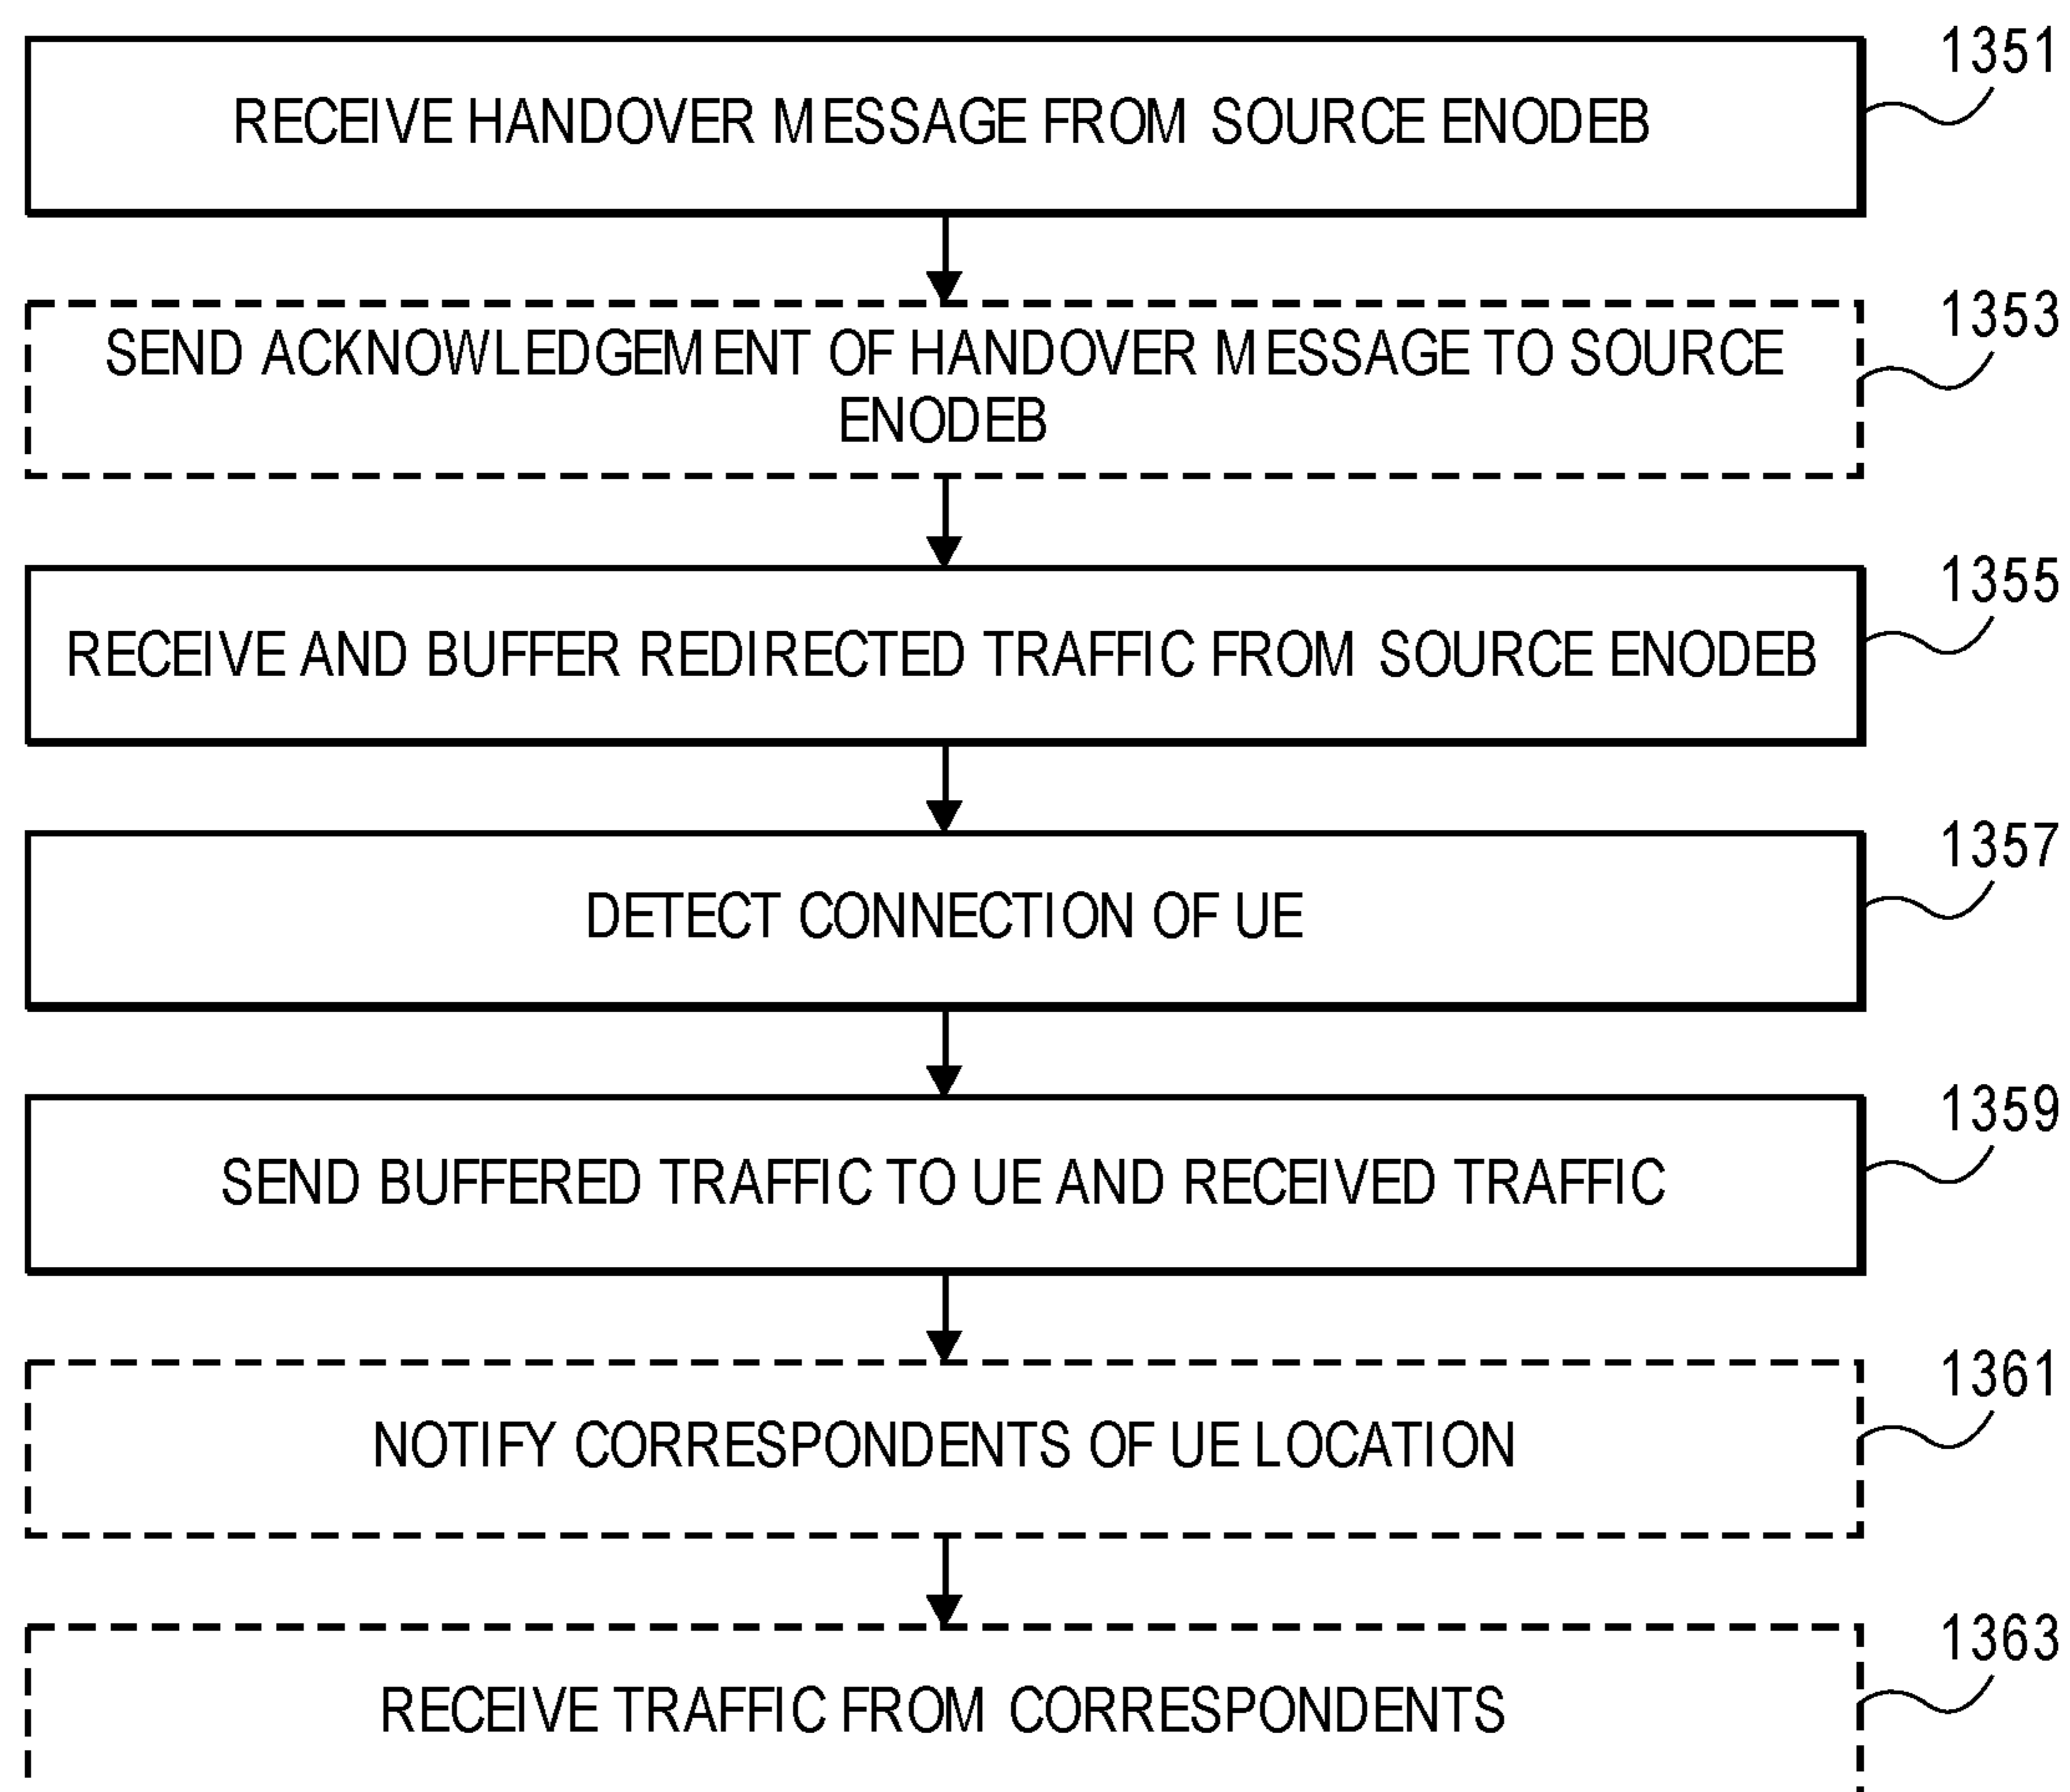 1351
RECEIVE HANDOVER MESSAGE FROM SOURCE ENODEB
1353
SEND ACKNOWLEDGEMENT OF HANDOVER MESSAGE TO SOURCE
ENODEB
1355
RECEIVE AND BUFFER REDIRECTED TRAFFIC FROM SOURCE ENODEB
1357
DETECT CONNECTION OF UE
1359
SEND BUFFERED TRAFFIC TO UE AND RECEIVED TRAFFIC
1361
NOTIFY CORRESPONDENTS OF UE LOCATION
1363
RECEIVE TRAFFIC FROM CORRESPONDENTS